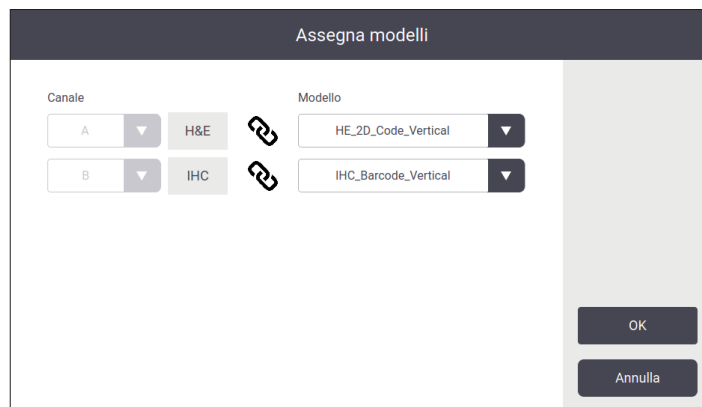 Assegna modelli
Canale Modello
A H&E HE_2D_Code_Vertical
B IHC IHC_Barcode_Vertical
OK
Annulla